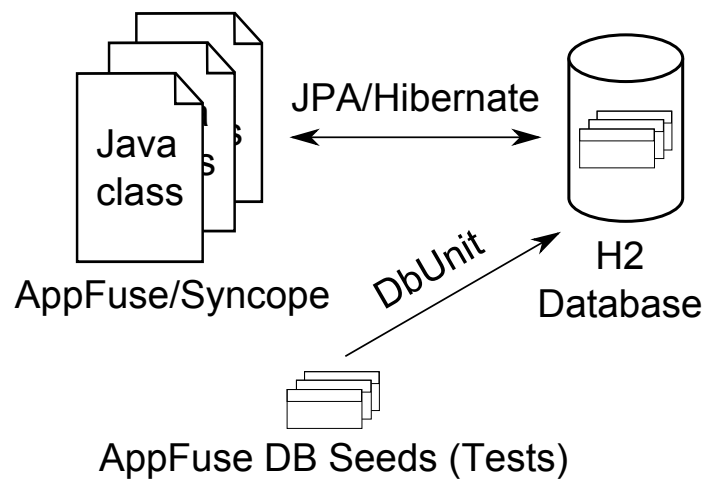 JPA/Hibernate
Java
class
AppFuse/Syncope
DbUnit
H2
Database
AppFuse DB Seeds (Tests)